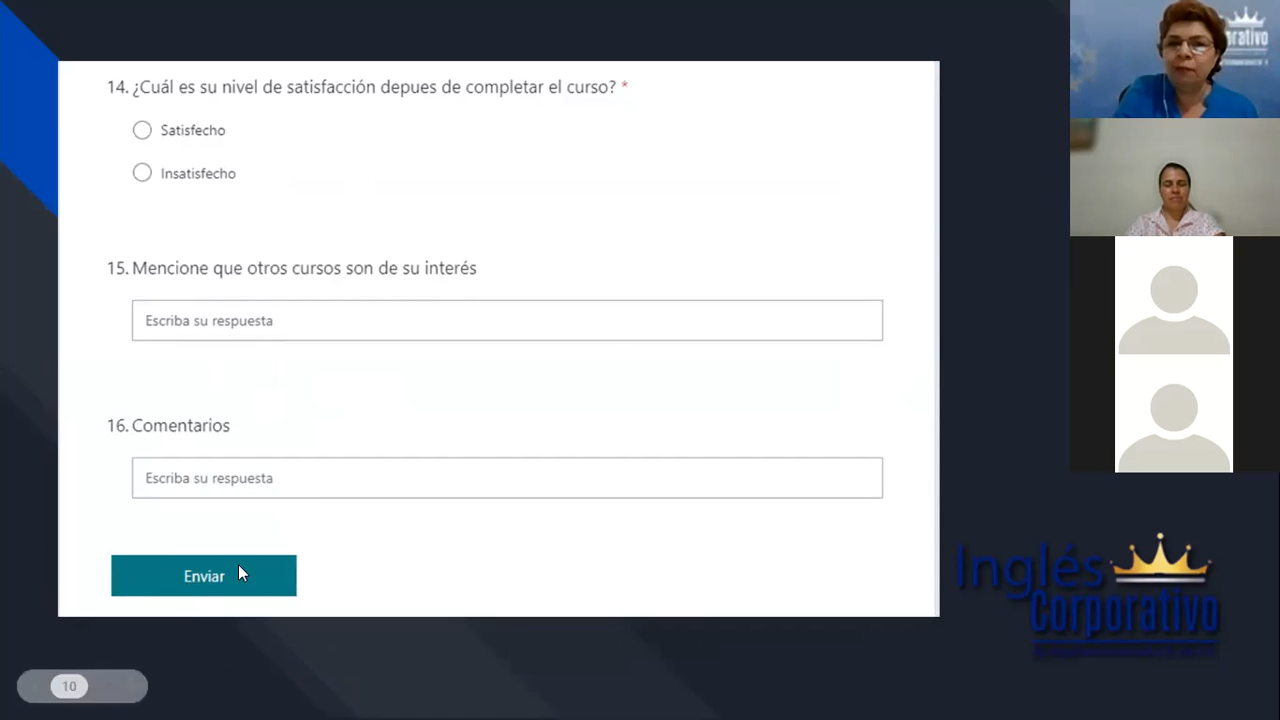 14. ¿Cuál es su nivel de satisfacción depues de completar el curso? *
Satisfecho
Insatisfecho
15. Mencione que otros cursos son de su interés
Escriba su respuesta
16. Comentarios
Escriba su respuesta
Enviar
10
Inglés
Corporativo